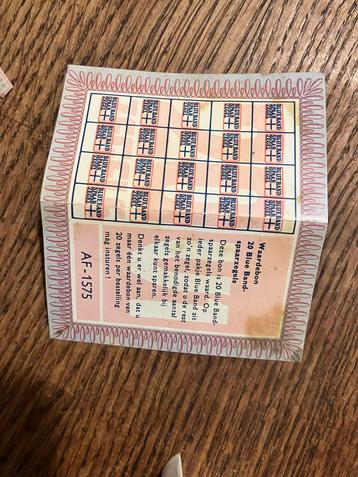 Waardebon
20 Blue Band-
spaarzegels
Deze bon is 20 Blue Band-
spaarzegels waard. Op
ieder pakje Blue Band zit
zo'n zegel, zodat u de rest
van het benodigde aantal
zegels gemakkelijk bij
elkaar kunt sparen.
Denkt u er wel aan, dat u
maar één waardebon van
20 zegels per bestelling
mag insturen!
AF-1575